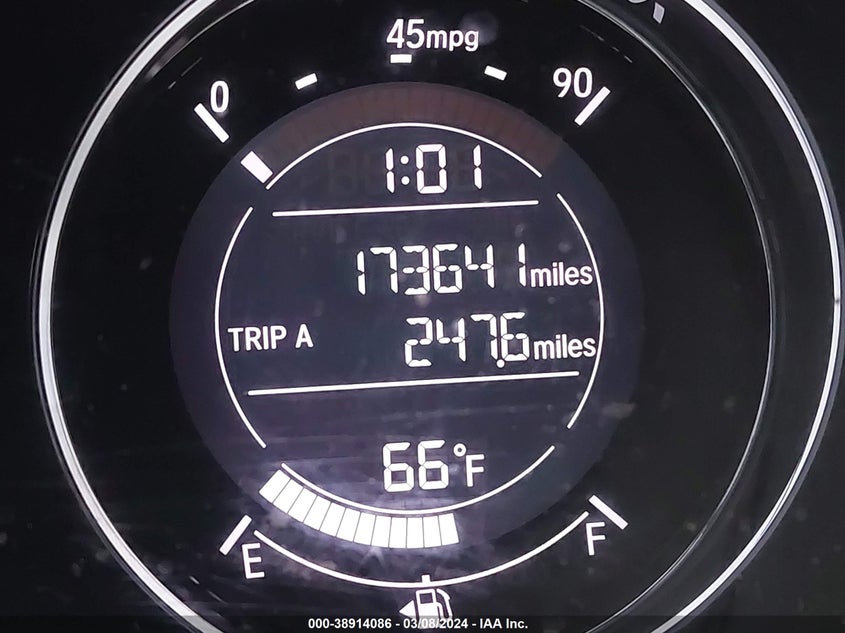 45mpg
0 90
1:01
173641miles
TRIP A 247.6miles
66°F
E F
000-38914086 - 03/08/2024 - IAA Inc.